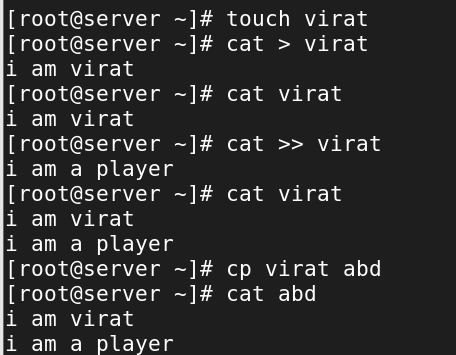 [root@server ~]# touch virat
[root@server ~]# cat > virat
i am virat
[root@server ~]# cat virat
i am virat
[root@server ~]# cat >> virat
i am a player
[root@server ~]# cat virat
i am virat
i am a player
[root@server ~]# cp virat abd
[root@server ~]# cat abd
i am virat
i am a player